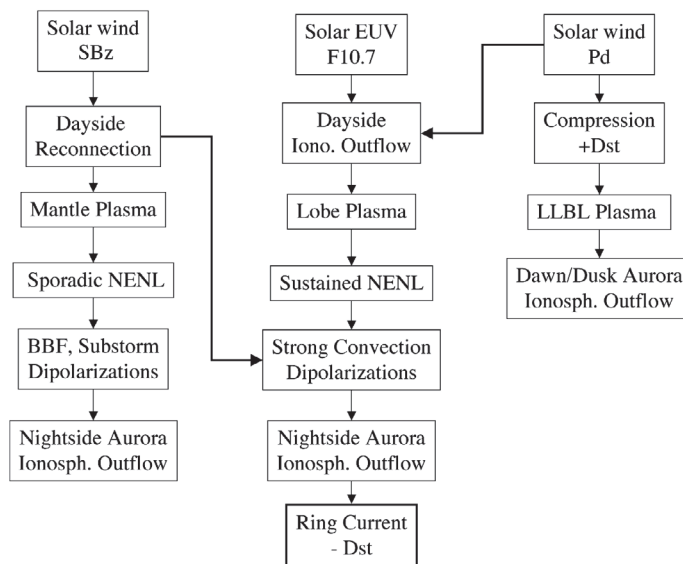 Solar wind
SBz
Dayside
Reconnection
Mantle Plasma
Sporadic NENL
BBF, Substorm
Dipolarizations
Nightside Aurora
Ionosph. Outflow
Solar EUV
F10.7
Dayside
Iono. Outflow
Lobe Plasma
Sustained NENL
Strong Convection
Dipolarizations
Nightside Aurora
Ionosph. Outflow
Ring Current
- Dst
Solar wind
Pd
Compression
+Dst
LLBL Plasma
Dawn/Dusk Aurora
Ionosph. Outflow